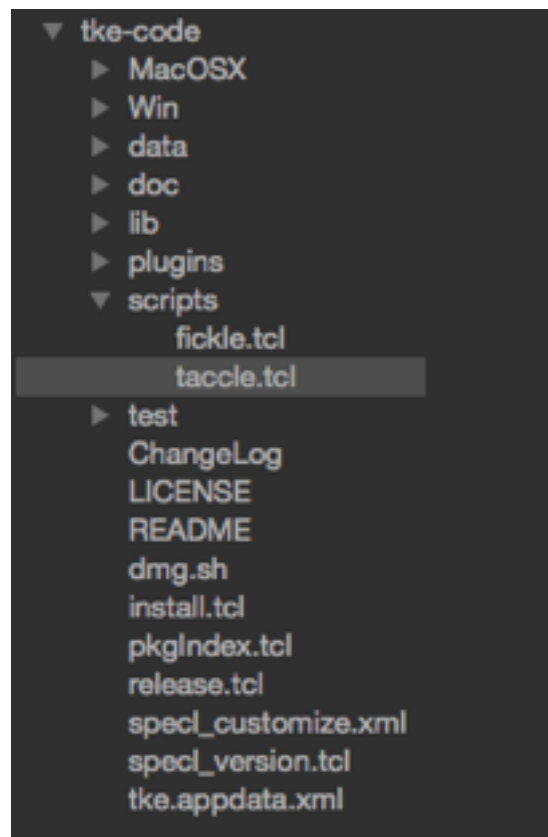 tke-code
MacOSX
Win
data
doc
lib
plugins
scripts
fickle.tcl
taccle.tcl
test
ChangeLog
LICENSE
README
dmg.sh
install.tcl
pkgIndex.tcl
release.tcl
specl_customize.xml
specl_version.tcl
tke.appdata.xml